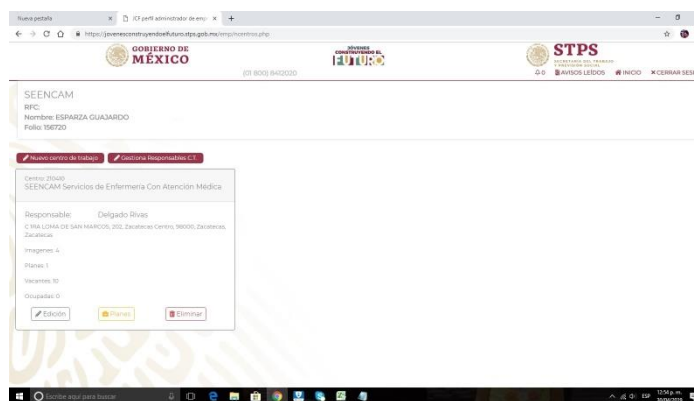 Nueva pestaña
JCF perfil administrador de emp
https://jovenesconstruyendoelfuturo.stps.gob.mx/emp/ncentros.php
GOBIERNO DE
MÉXICO
JÓVENES
CONSTRUYENDO EL
FUTURO
STPS
SECRETARÍA DEL TRABAJO
Y PREVISIÓN SOCIAL
(01 800) 8412020
0 AVISOS LEÍDOS INICIO CERRAR SESI
SEENCAM
RFC:
Nombre: ESPARZA GUAJARDO
Folio: 156720
Nuevo centro de trabajo Gestiona Responsables C.T.
Centro: 210410
SEENCAM Servicios de Enfermeria Con Atención Médica
Responsable: Delgado Rivas
LOMA DE SAN MARCOS, 202, Zacatecas Centro, 98000, Zacatecas,
Zacatecas
Imagenes: 4
Planes: 1
Vacantes: 10
Ocupadas: 0
Edición Planes Eliminar
Escribe aquí para buscar
ESP 12:54 p. m.